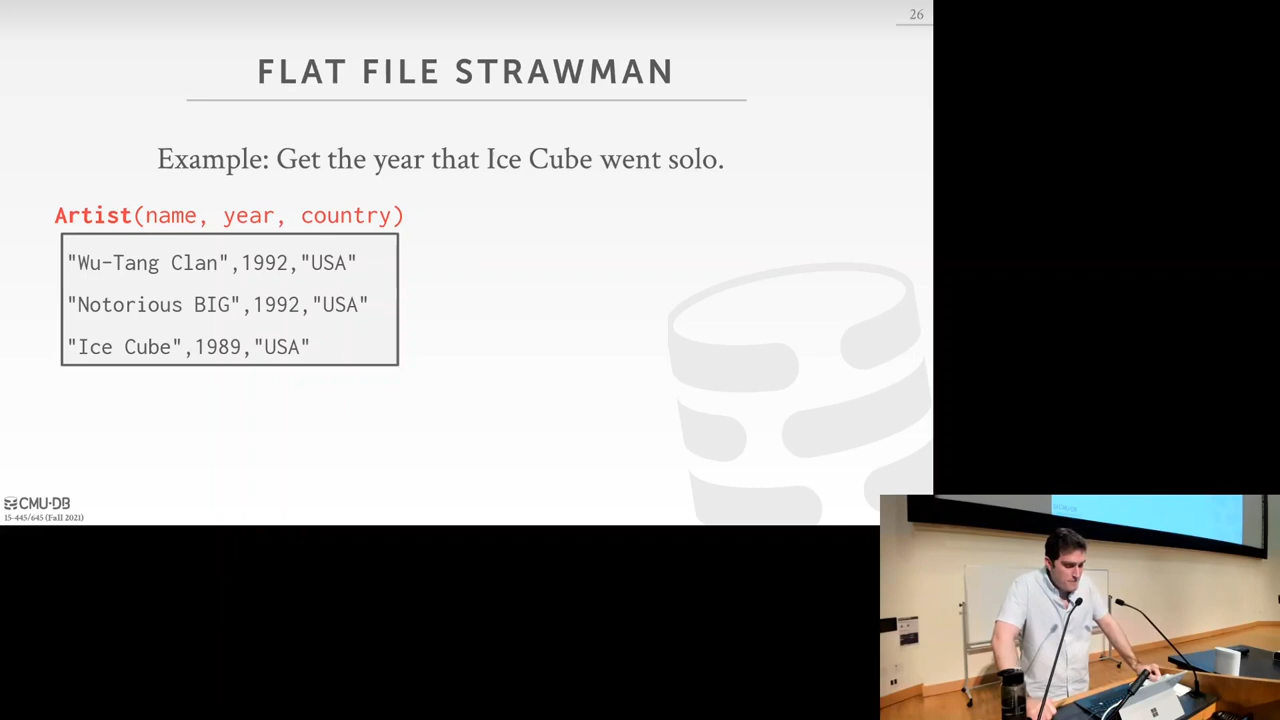 26
FLAT FILE STRAWMAN
Example: Get the year that Ice Cube went solo.
Artist(name, year, country)
"Wu-Tang Clan",1992,"USA"
"Notorious BIG",1992,"USA"
"Ice Cube",1989,"USA"
CMU·DB
15-445/645 (Fall 2021)